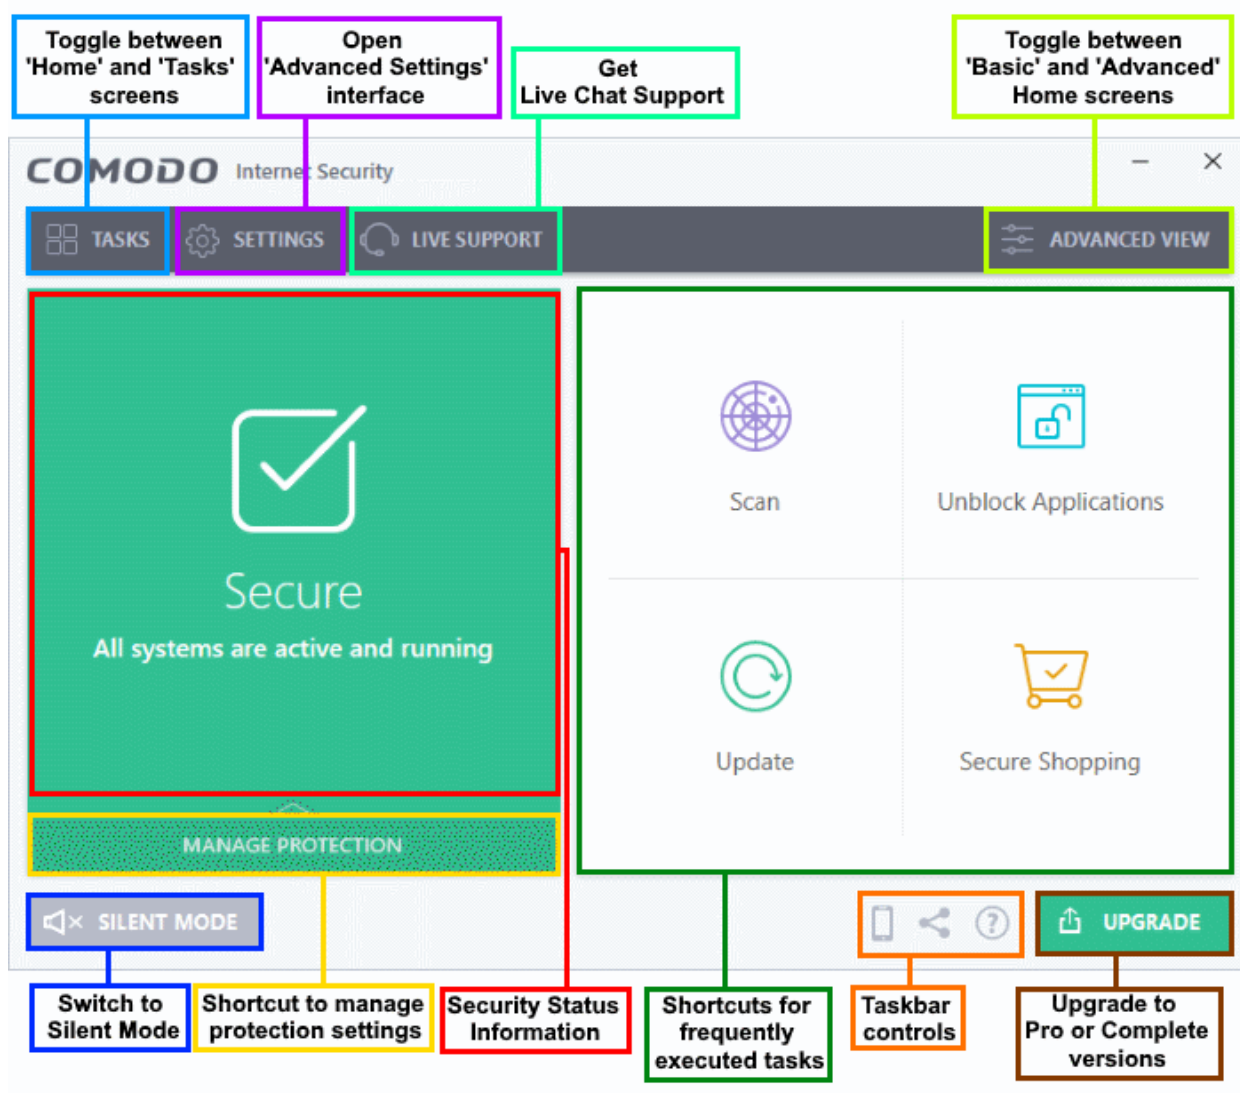 Toggle between
'Home' and 'Tasks'
screens
Open
'Advanced Settings'
interface
Get
Live Chat Support
Toggle between
'Basic' and 'Advanced'
Home screens
COMODO Internet Security
TASKS
SETTINGS
LIVE SUPPORT
ADVANCED VIEW
Secure
All systems are active and running
MANAGE PROTECTION
Scan
Unblock Applications
Update
Secure Shopping
SILENT MODE
UPGRADE
Switch to
Silent Mode
Shortcut to manage
protection settings
Security Status
Information
Shortcuts for
frequently
executed tasks
Taskbar
controls
Upgrade to
Pro or Complete
versions